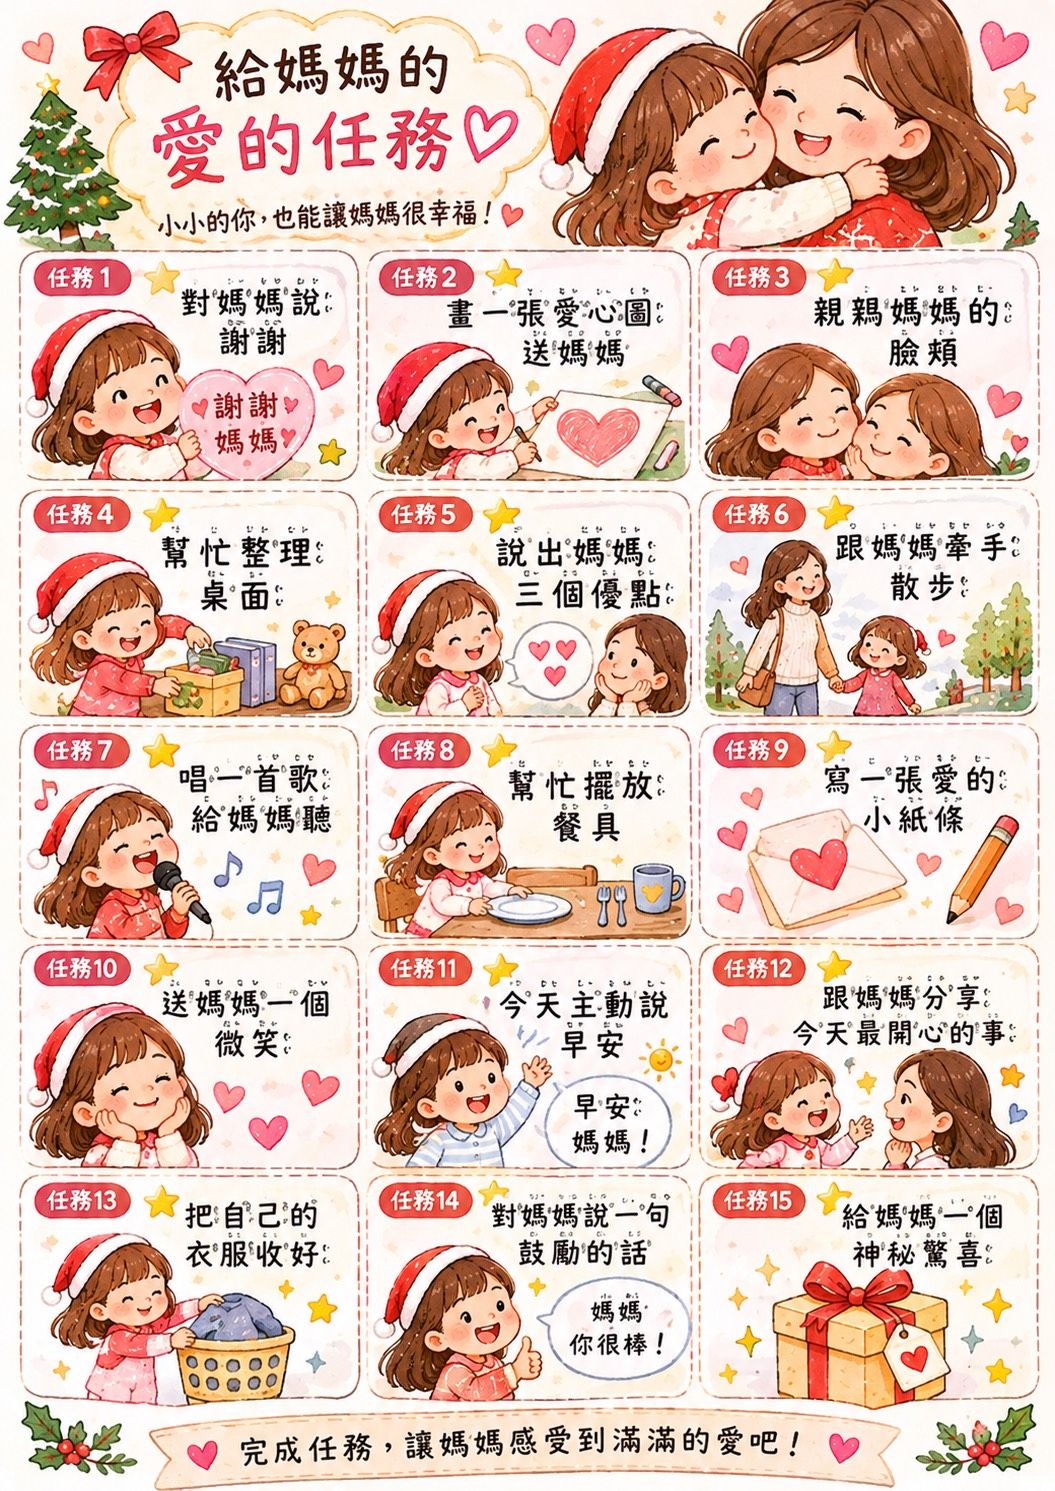 給媽媽的
愛的任務
小小的你，也能讓媽媽很幸福！
任務1
對媽媽說
謝謝
謝謝
媽媽
任務2
畫一張愛心圖
送媽媽
任務3
親親媽媽的
臉頰
任務4
幫忙整理
桌面
任務5
說出媽媽
三個優點
任務6
跟媽媽牽手
散步
任務7
唱一首歌
給媽媽聽
任務8
幫忙擺放
餐具
任務9
寫一張愛的
小紙條
任務10
送媽媽一個
微笑
任務11
今天主動說
早安
早安
媽媽！
任務12
跟媽媽分享
今天最開心的事
任務13
把自己的
衣服收好
任務14
對媽媽說一句
鼓勵的話
媽媽
你很棒！
任務15
給媽媽一個
神秘驚喜
完成任務，讓媽媽感受到滿滿的愛吧！